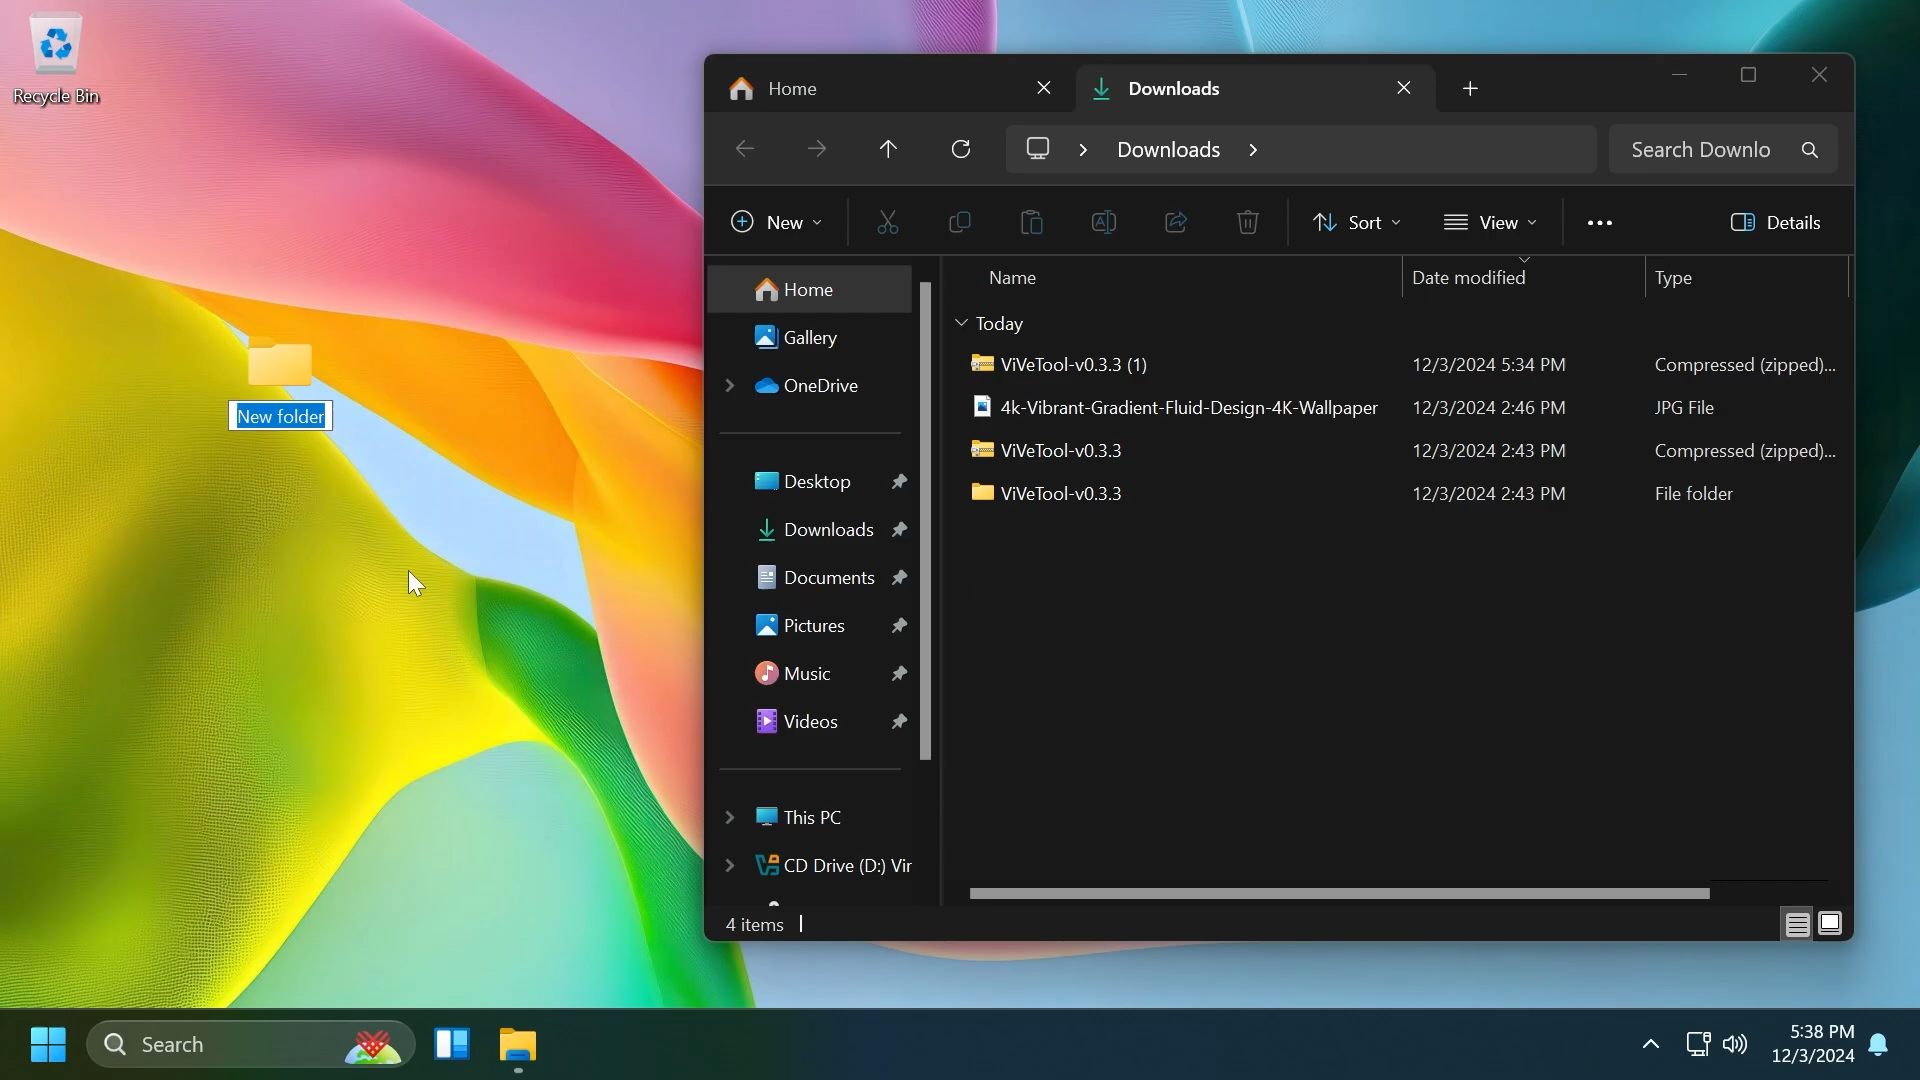 Recycle Bin
New folder
Home
Downloads
Downloads
Search Downlo
New
Sort
View
Details
Home
Gallery
OneDrive
Desktop
Downloads
Documents
Pictures
Music
Videos
This PC
CD Drive (D:) Vir
Name Date modified Type
Today
ViVeTool-v0.3.3 (1) 12/3/2024 5:34 PM Compressed (zipped)...
4k-Vibrant-Gradient-Fluid-Design-4K-Wallpaper 12/3/2024 2:46 PM JPG File
ViVeTool-v0.3.3 12/3/2024 2:43 PM Compressed (zipped)...
ViVeTool-v0.3.3 12/3/2024 2:43 PM File folder
4 items
Search
5:38 PM
12/3/2024